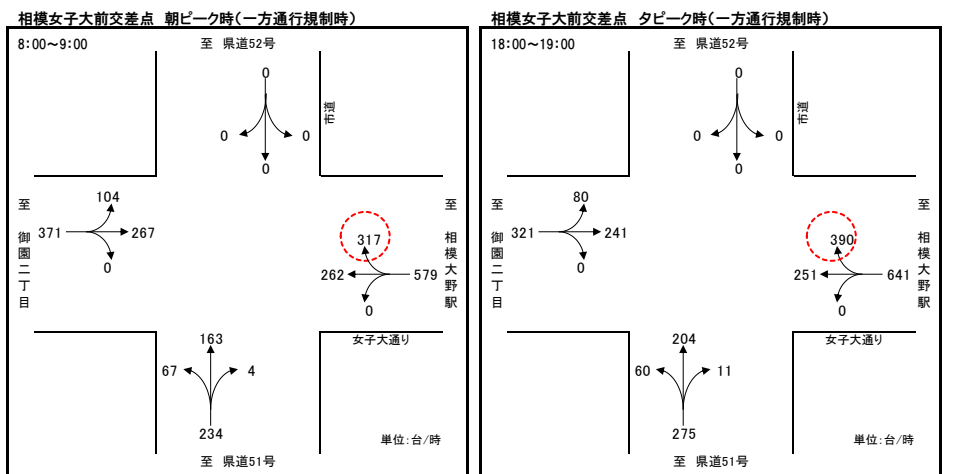 相模女子大前交差点 朝ピーク時(一方通行規制時)
8:00~9:00
至 県道52号
市道
0
0
0
0
至 御園二丁目
104
371
267
0
至 相模大野駅
317
262
579
0
女子大通り
163
67
4
234
単位:台/時
至 県道51号
相模女子大前交差点 夕ピーク時(一方通行規制時)
18:00~19:00
至 県道52号
市道
0
0
0
0
至 御園二丁目
80
321
241
0
至 相模大野駅
390
251
641
0
女子大通り
204
60
11
275
単位:台/時
至 県道51号